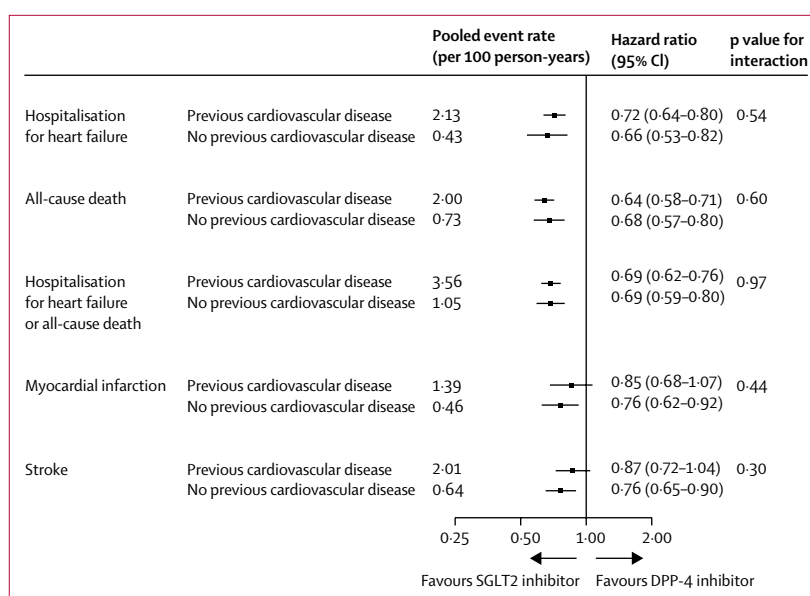 Pooled event rate (per 100 person-years) Hazard ratio (95% CI) p value for interaction
Hospitalisation for heart failure
Previous cardiovascular disease 2·13 0·72 (0·64–0·80) 0·54
No previous cardiovascular disease 0·43 0·66 (0·53–0·82)
All-cause death
Previous cardiovascular disease 2·00 0·64 (0·58–0·71) 0·60
No previous cardiovascular disease 0·73 0·68 (0·57–0·80)
Hospitalisation for heart failure or all-cause death
Previous cardiovascular disease 3·56 0·69 (0·62–0·76) 0·97
No previous cardiovascular disease 1·05 0·69 (0·59–0·80)
Myocardial infarction
Previous cardiovascular disease 1·39 0·85 (0·68–1·07) 0·44
No previous cardiovascular disease 0·46 0·76 (0·62–0·92)
Stroke
Previous cardiovascular disease 2·01 0·87 (0·72–1·04) 0·30
No previous cardiovascular disease 0·64 0·76 (0·65–0·90)
0·25 0·50 1·00 2·00
Favours SGLT2 inhibitor Favours DPP-4 inhibitor